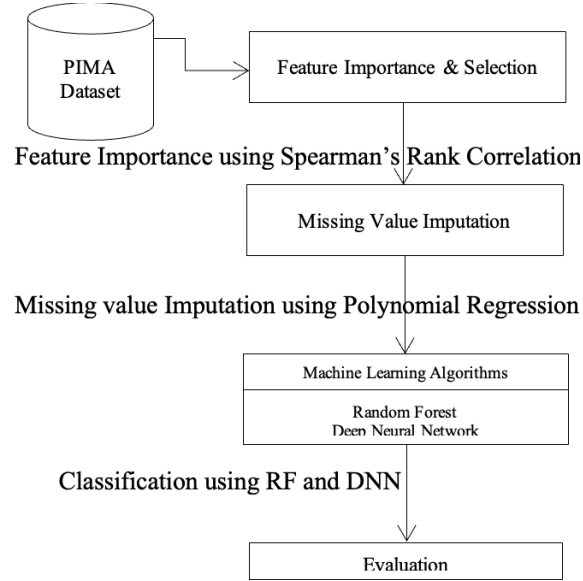 PIMA
Dataset
Feature Importance & Selection
Feature Importance using Spearman's Rank Correlation
Missing Value Imputation
Missing value Imputation using Polynomial Regression
Machine Learning Algorithms
Random Forest
Deep Neural Network
Classification using RF and DNN
Evaluation